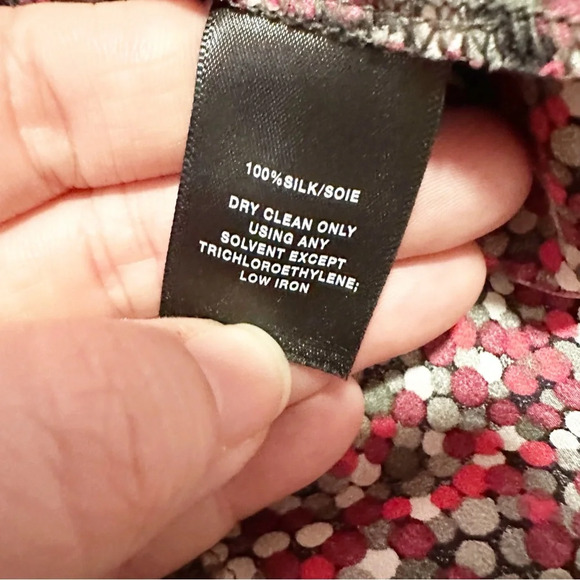 100%SILK/SOIE
DRY CLEAN ONLY
USING ANY
SOLVENT EXCEPT
TRICHLOROETHYLENE;
LOW IRON